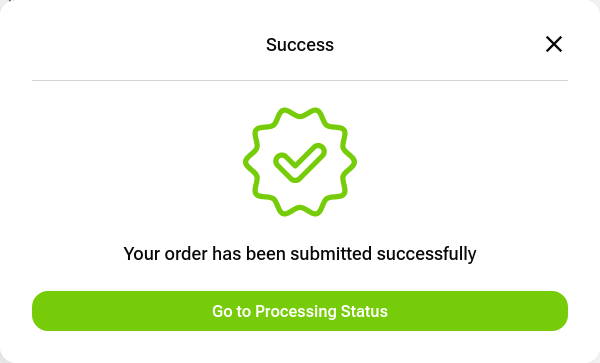 Success
Your order has been submitted successfully
Go to Processing Status